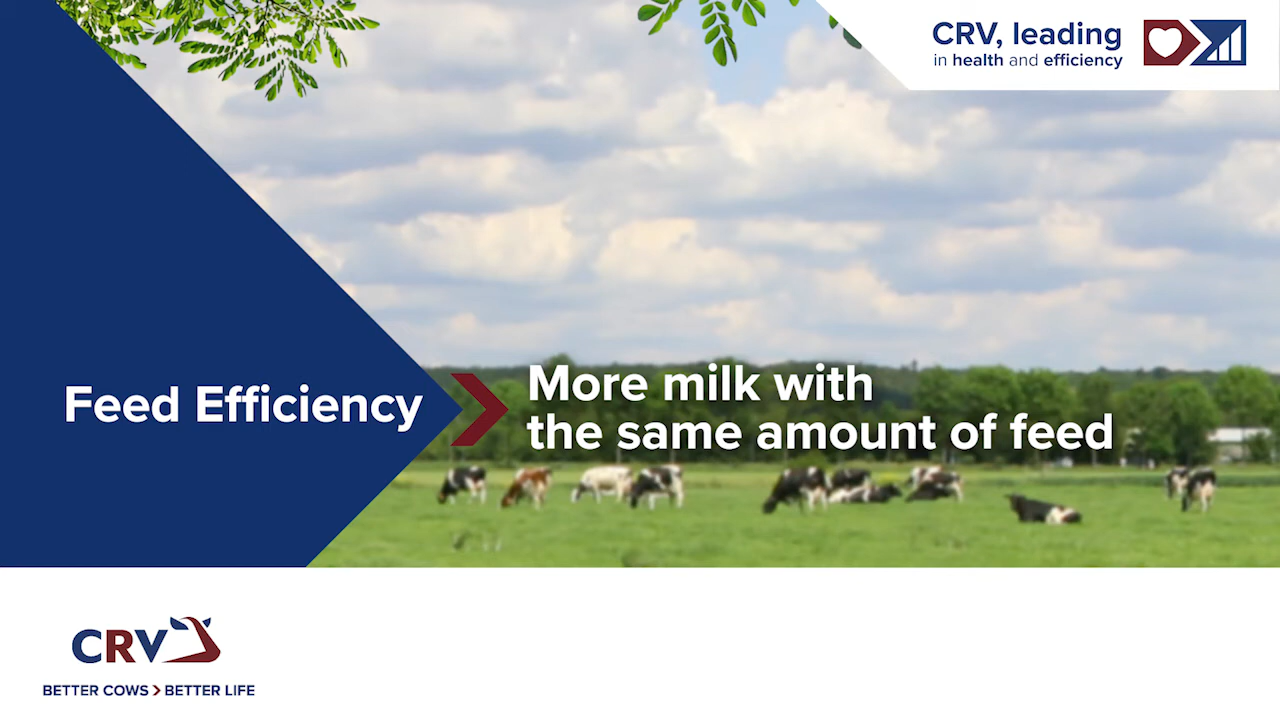 CRV, leading
in health and efficiency
Feed Efficiency
More milk with
the same amount of feed
CRV
BETTER COWS > BETTER LIFE